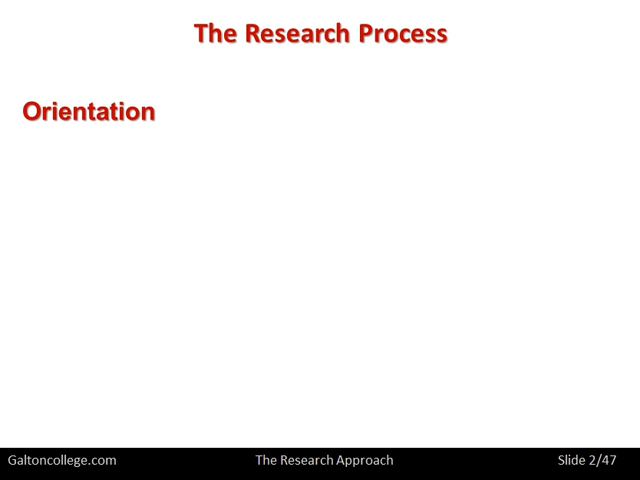 The Research Process
Orientation
Galtoncollege.com The Research Approach Slide 2/47